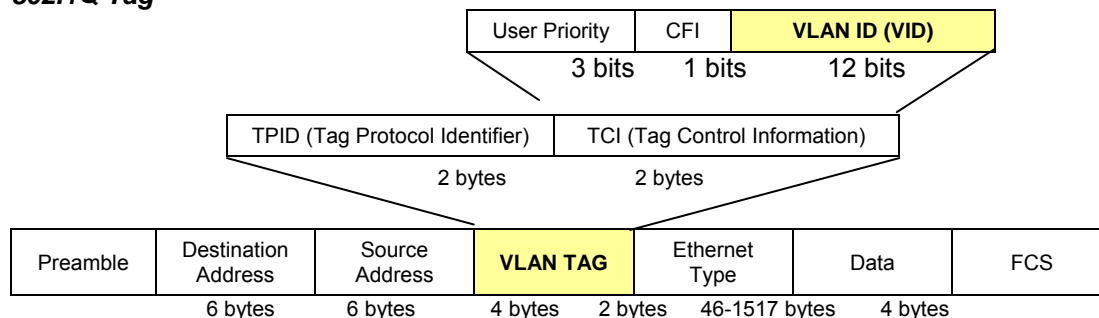 802.1Q Tag
User Priority CFI VLAN ID (VID)
3 bits 1 bits 12 bits
TPID (Tag Protocol Identifier) TCI (Tag Control Information)
2 bytes 2 bytes
Preamble Destination Address Source Address VLAN TAG Ethernet Type Data FCS
6 bytes 6 bytes 4 bytes 2 bytes 46-1517 bytes 4 bytes